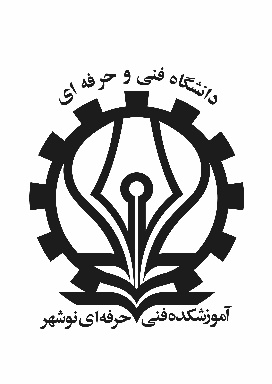 دانشگاه فنی و حرفه ای
آموزشکده فنی حرفه ای نوشهر